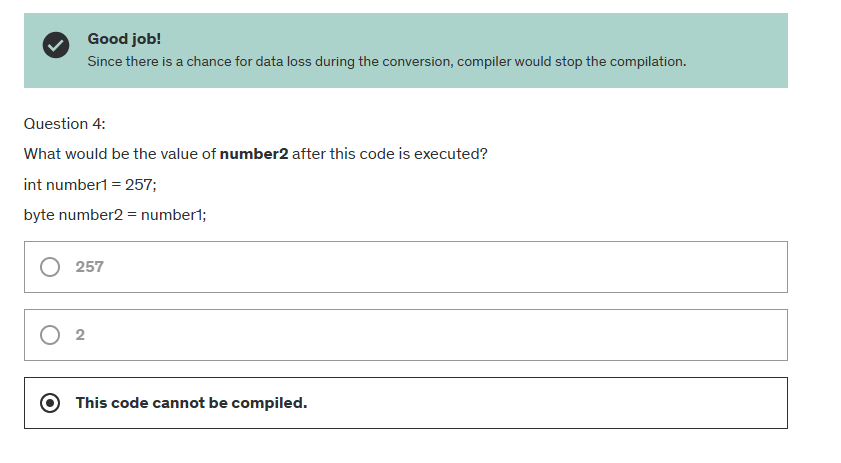 Good job!
Since there is a chance for data loss during the conversion, compiler would stop the compilation.
Question 4:
What would be the value of number2 after this code is executed?
int number1 = 257;
byte number2 = number1;
257
2
This code cannot be compiled.